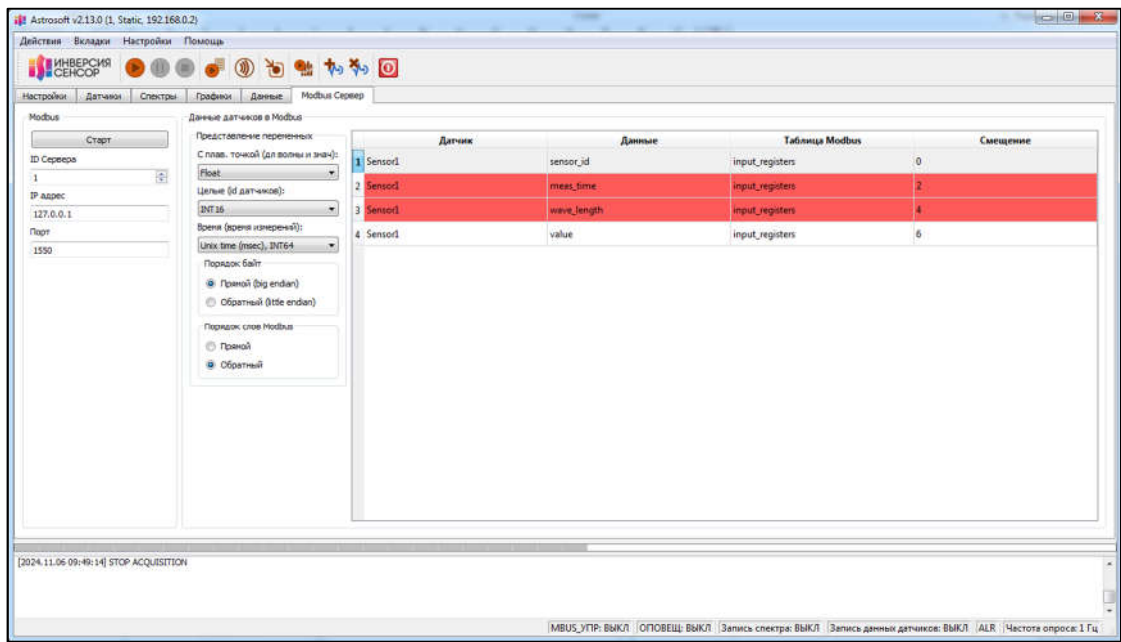 Astrosoft v2.13.0 (1, Static, 192.168.0.2)
Действия Вкладки Настройки Помощь
ИНВЕРСИЯ
СЕНСОР
Настройки Датчики Спектры Графики Данные Modbus Сервер
Modbus
Старт
ID Сервера
1
IP адрес
127.0.0.1
Порт
1550
Данные датчиков в Modbus
Представление переменных
С плав. точкой (дл волны и знач):
Float
Целые (id датчиков):
INT16
Время (время измерений):
Unix time (msec), INT64
Порядок байт
Прямой (big endian)
Обратный (little endian)
Порядок слов Modbus
Прямой
Обратный
Датчик Данные Таблица Modbus Смещение
1 Sensor1 sensor_id input_registers 0
2 Sensor1 meas_time input_registers 2
3 Sensor1 wave_length input_registers 4
4 Sensor1 value input_registers 6
[2024.11.06 09:49:14] STOP ACQUISITION
MBUS_УПР: ВЫКЛ ОПОВЕЩ: ВЫКЛ Запись спектра: ВЫКЛ Запись данных датчиков: ВЫКЛ ALR Частота опроса: 1 Гц